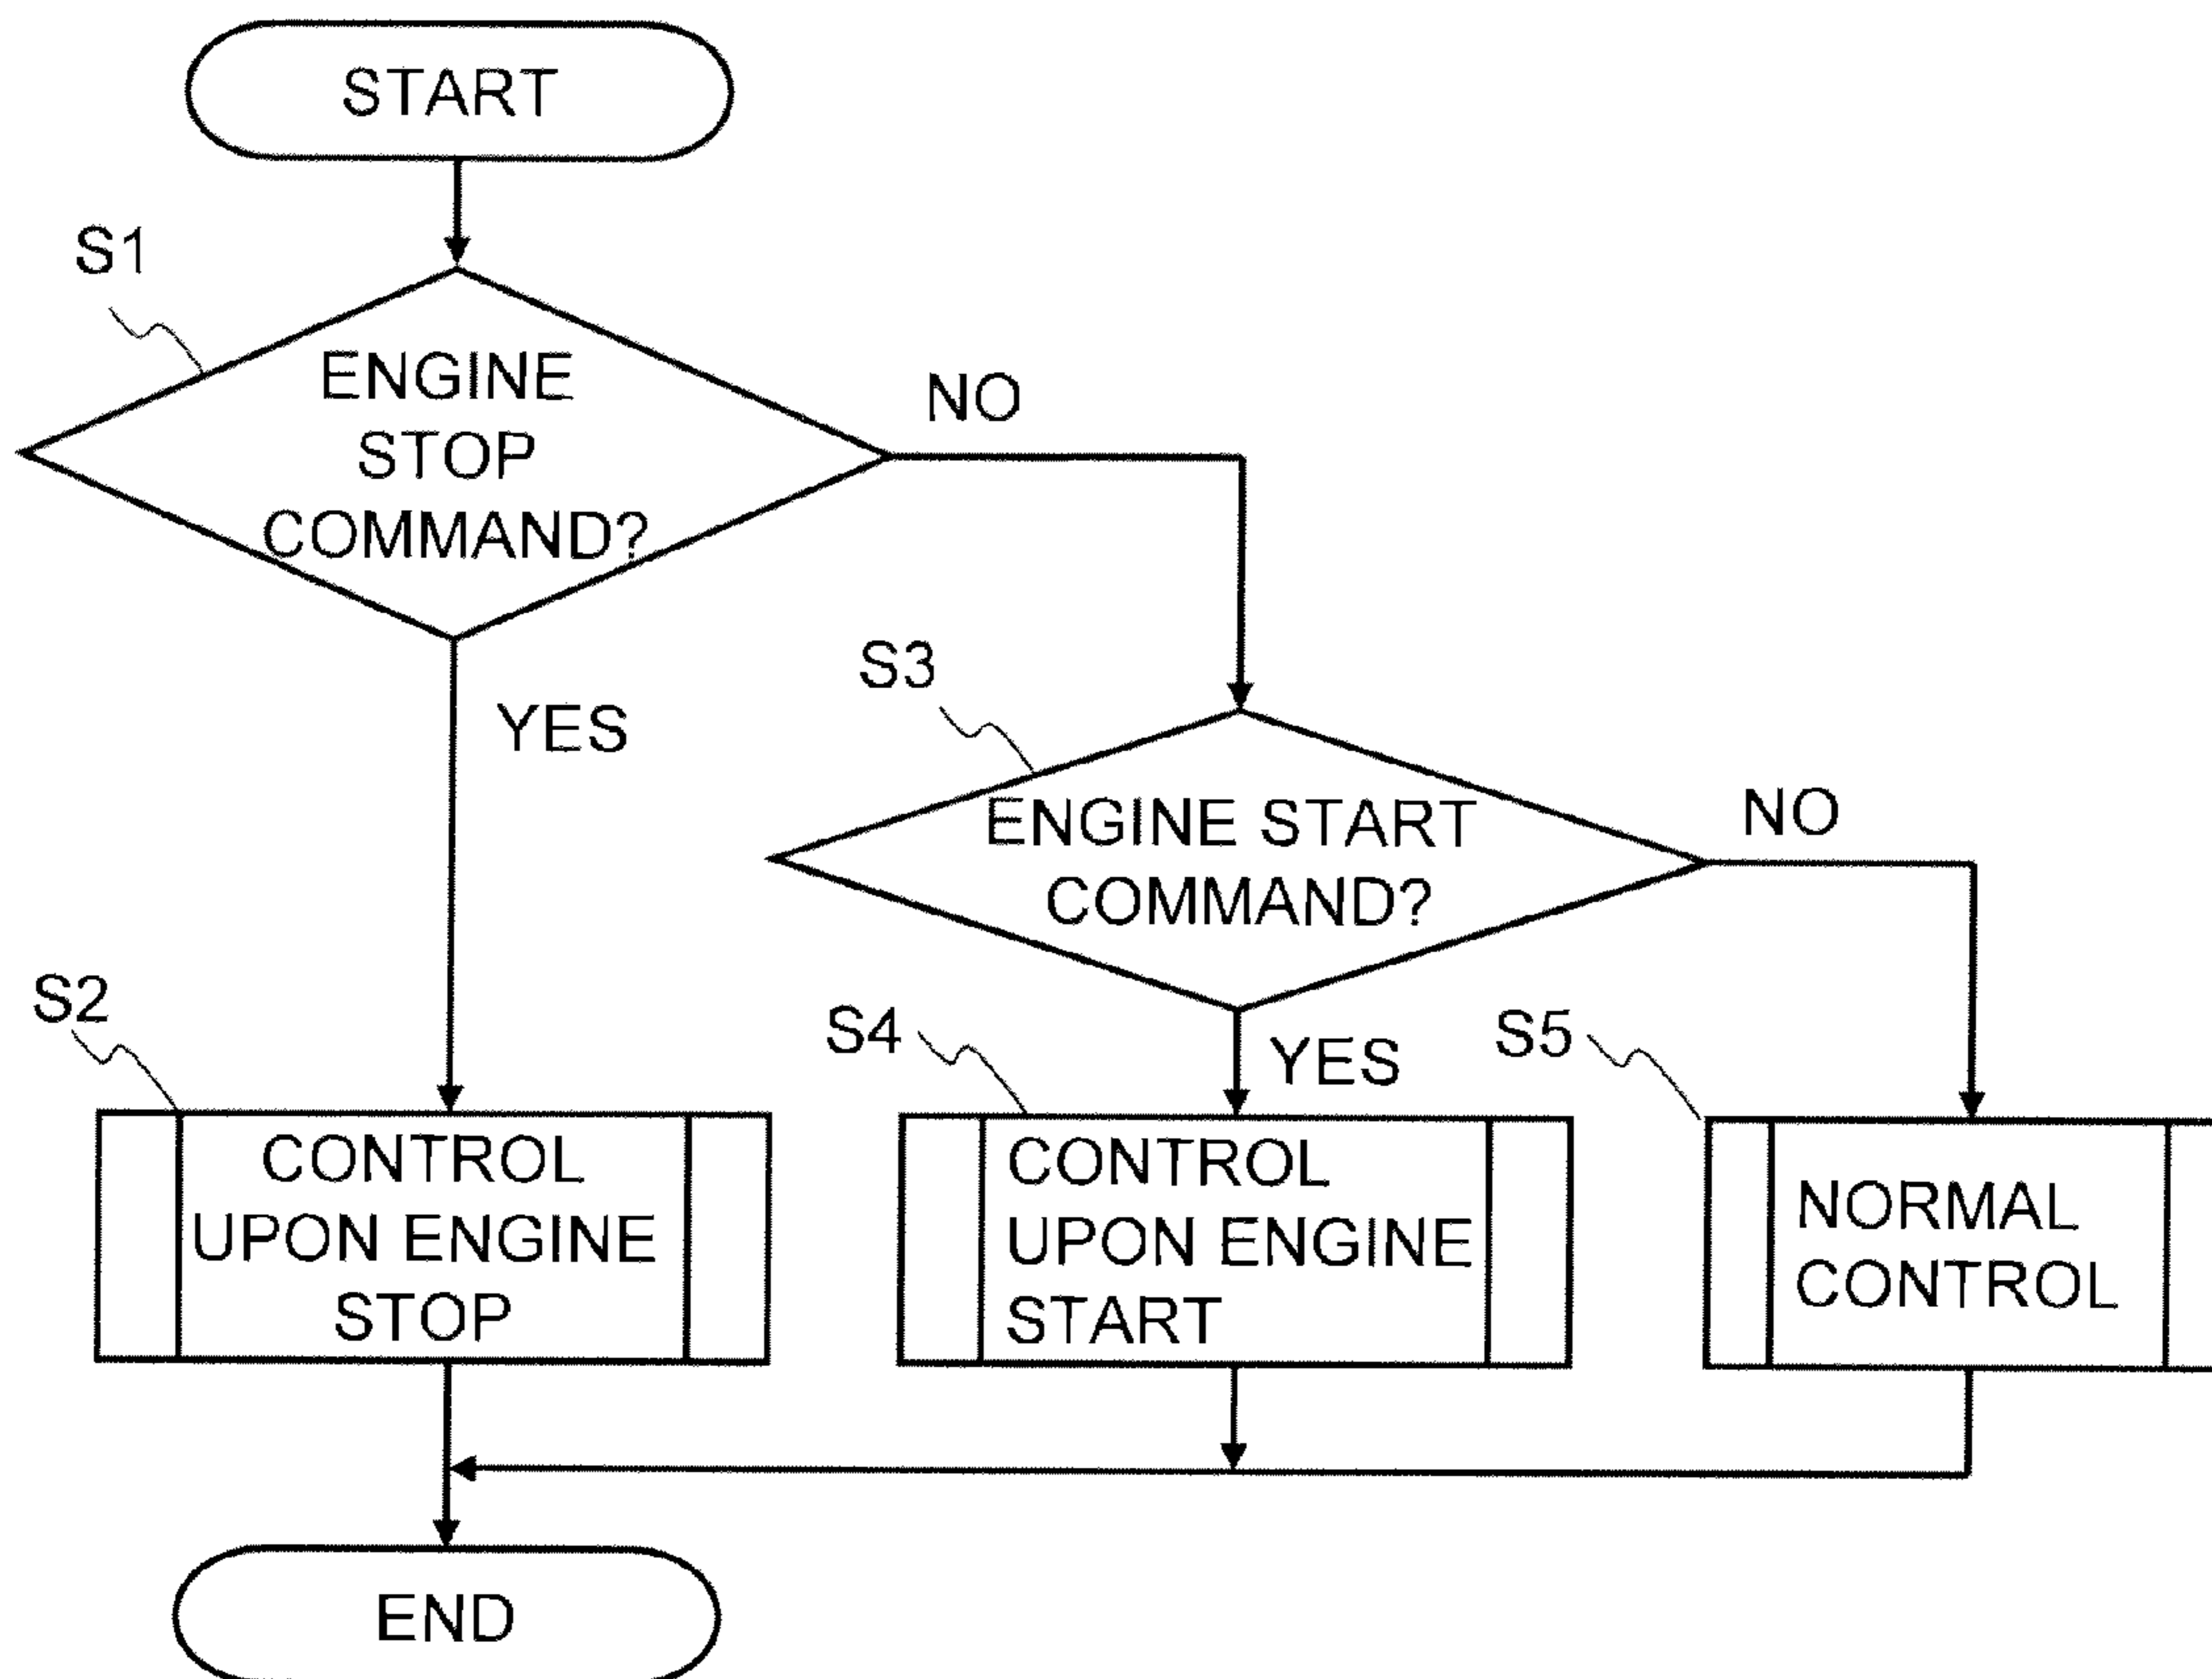 START
S1
ENGINE
STOP
COMMAND?
NO
YES
S3
ENGINE START
COMMAND?
NO
S2
CONTROL
UPON ENGINE
STOP
S4
YES
CONTROL
UPON ENGINE
START
S5
NORMAL
CONTROL
END